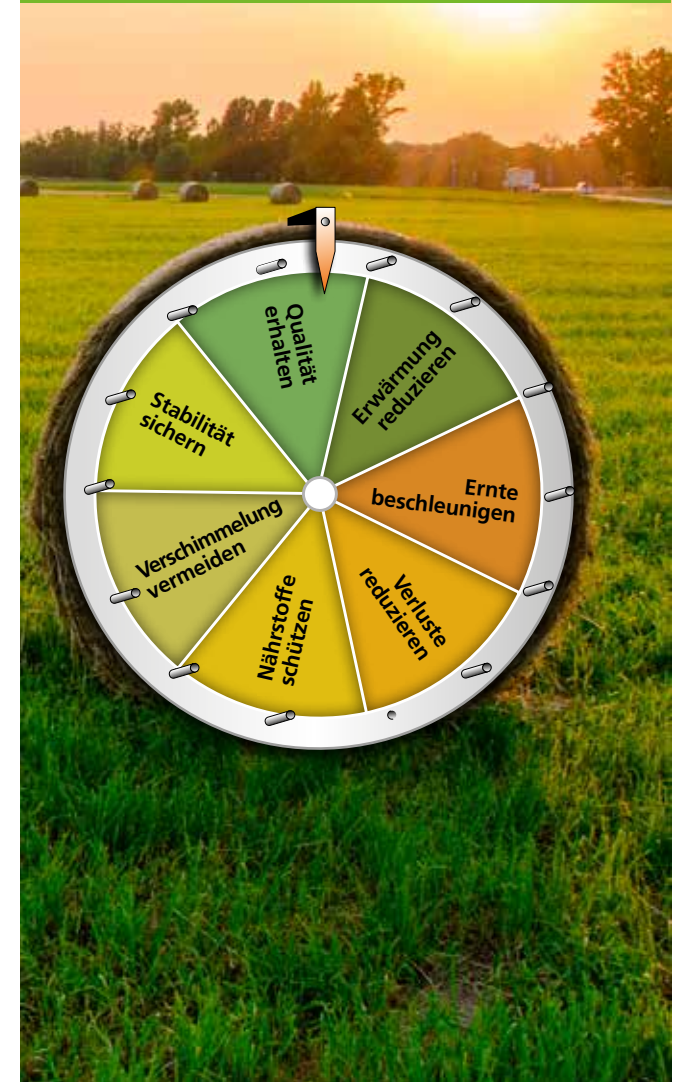 Qualität
erhalten
Erwärmung
reduzieren
Ernte
beschleunigen
Verluste
reduzieren
Nährstoffe
schützen
Verschimmelung
vermeiden
Stabilität
sichern